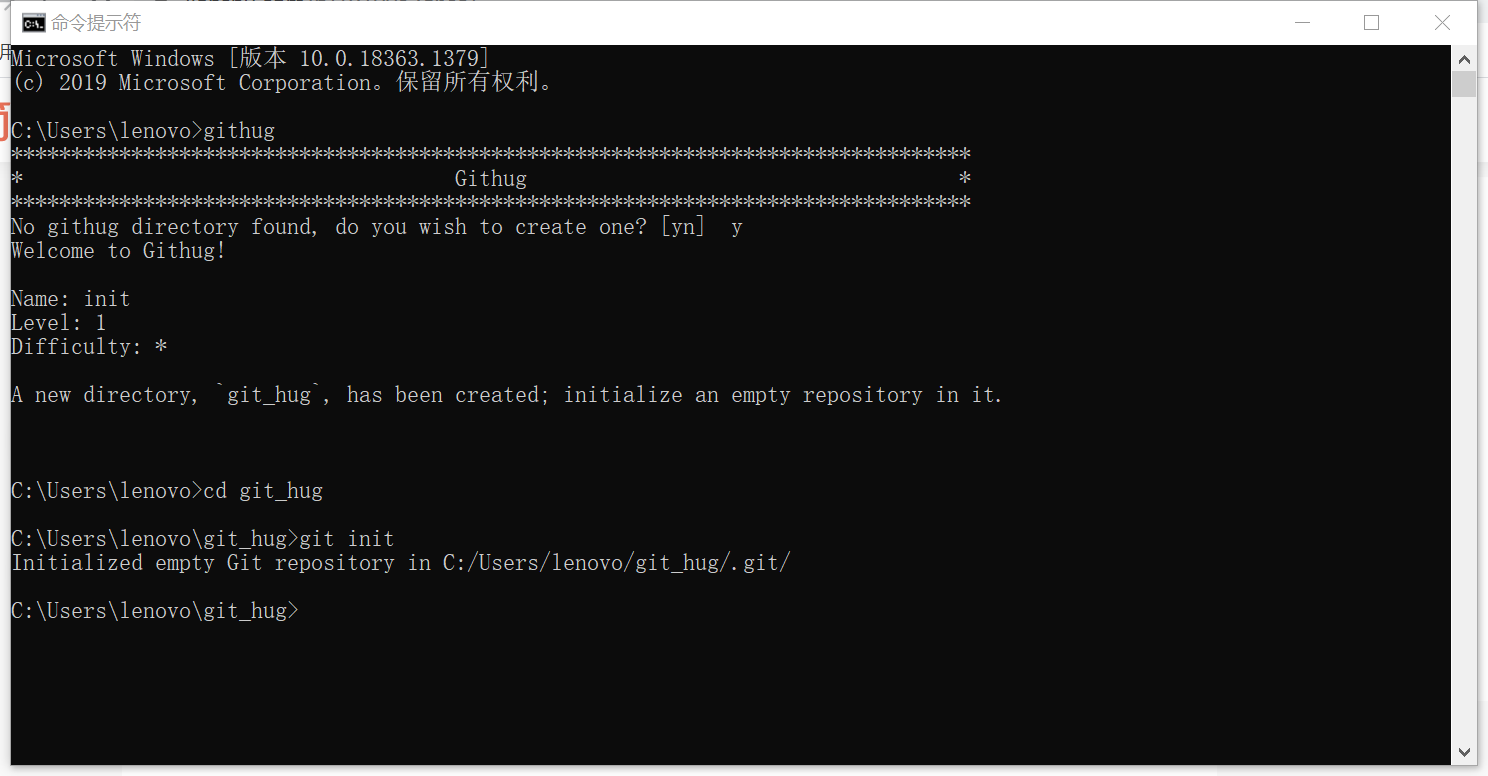 命令提示符
Microsoft Windows [版本 10.0.18363.1379]
(c) 2019 Microsoft Corporation。保留所有权利。
C:\Users\lenovo>githug
********************************************************************************
*                                    Githug                                    *
********************************************************************************
No githug directory found, do you wish to create one? [yn]  y
Welcome to Githug!
Name: init
Level: 1
Difficulty: *
A new directory, `git_hug`, has been created; initialize an empty repository in it.
C:\Users\lenovo>cd git_hug
C:\Users\lenovo\git_hug>git init
Initialized empty Git repository in C:/Users/lenovo/git_hug/.git/
C:\Users\lenovo\git_hug>